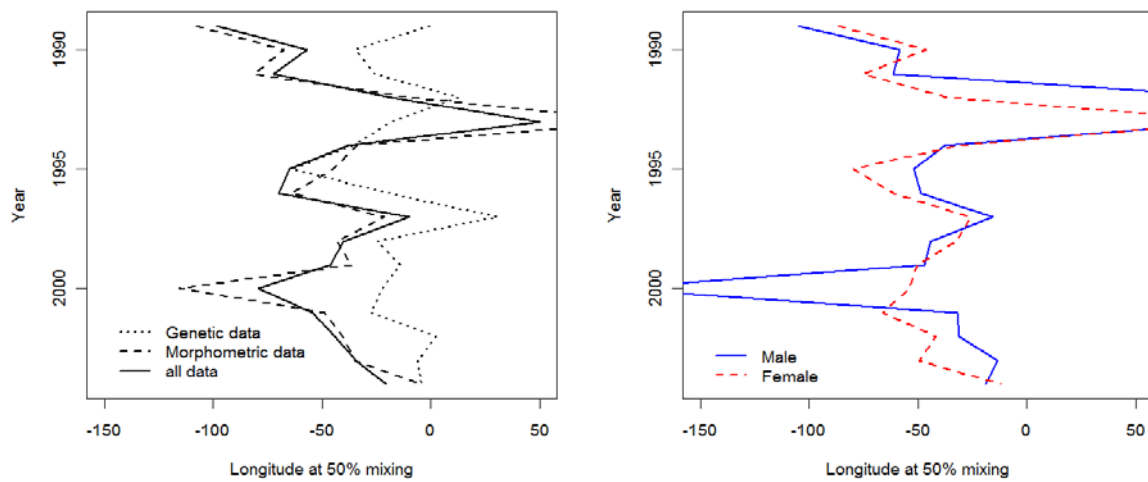 Year
1990
1995
2000
Genetic data
Morphometric data
all data
-150
-100
-50
0
50
Longitude at 50% mixing
Year
1990
1995
2000
Male
Female
-150
-100
-50
0
50
Longitude at 50% mixing